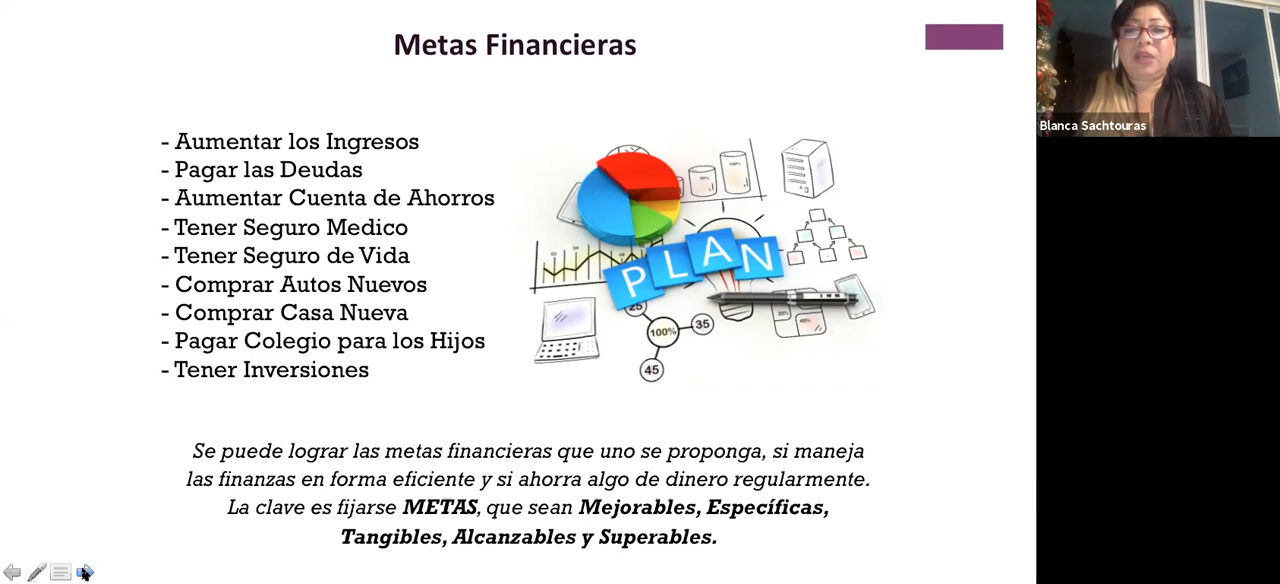 Metas Financieras
Blanca Sachtouras
- Aumentar los Ingresos
- Pagar las Deudas
- Aumentar Cuenta de Ahorros
- Tener Seguro Medico
- Tener Seguro de Vida
- Comprar Autos Nuevos
- Comprar Casa Nueva
- Pagar Colegio para los Hijos
- Tener Inversiones
PLAN
25
100%
35
45
Se puede lograr las metas financieras que uno se proponga, si maneja
las finanzas en forma eficiente y si ahorra algo de dinero regularmente.
La clave es fijarse METAS, que sean Mejorables, Específicas,
Tangibles, Alcanzables y Superables.